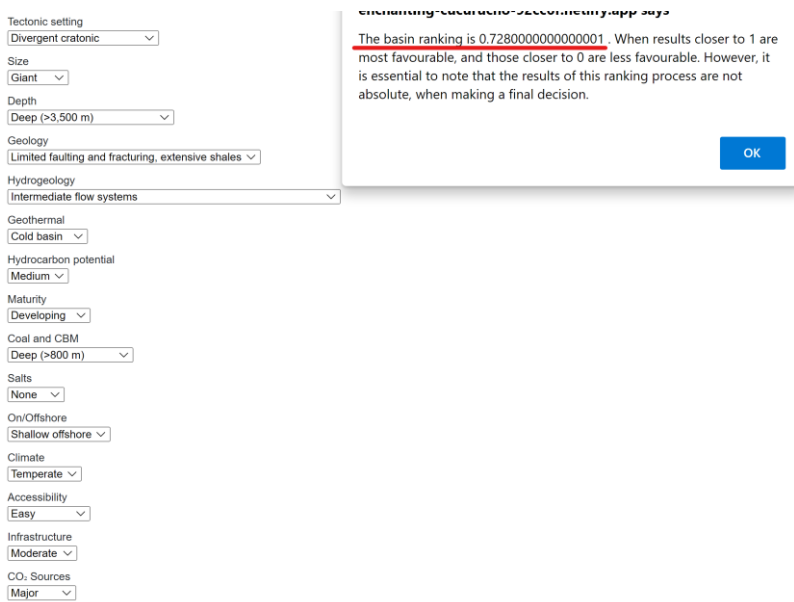 Tectonic setting
Divergent cratonic
Size
Giant
Depth
Deep (>3,500 m)
Geology
Limited faulting and fracturing, extensive shales
Hydrogeology
Intermediate flow systems
Geothermal
Cold basin
Hydrocarbon potential
Medium
Maturity
Developing
Coal and CBM
Deep (>800 m)
Salts
None
On/Offshore
Shallow offshore
Climate
Temperate
Accessibility
Easy
Infrastructure
Moderate
CO₂ Sources
Major
says
The basin ranking is 0.7280000000000001 . When results closer to 1 are
most favourable, and those closer to 0 are less favourable. However, it
is essential to note that the results of this ranking process are not
absolute, when making a final decision.
OK